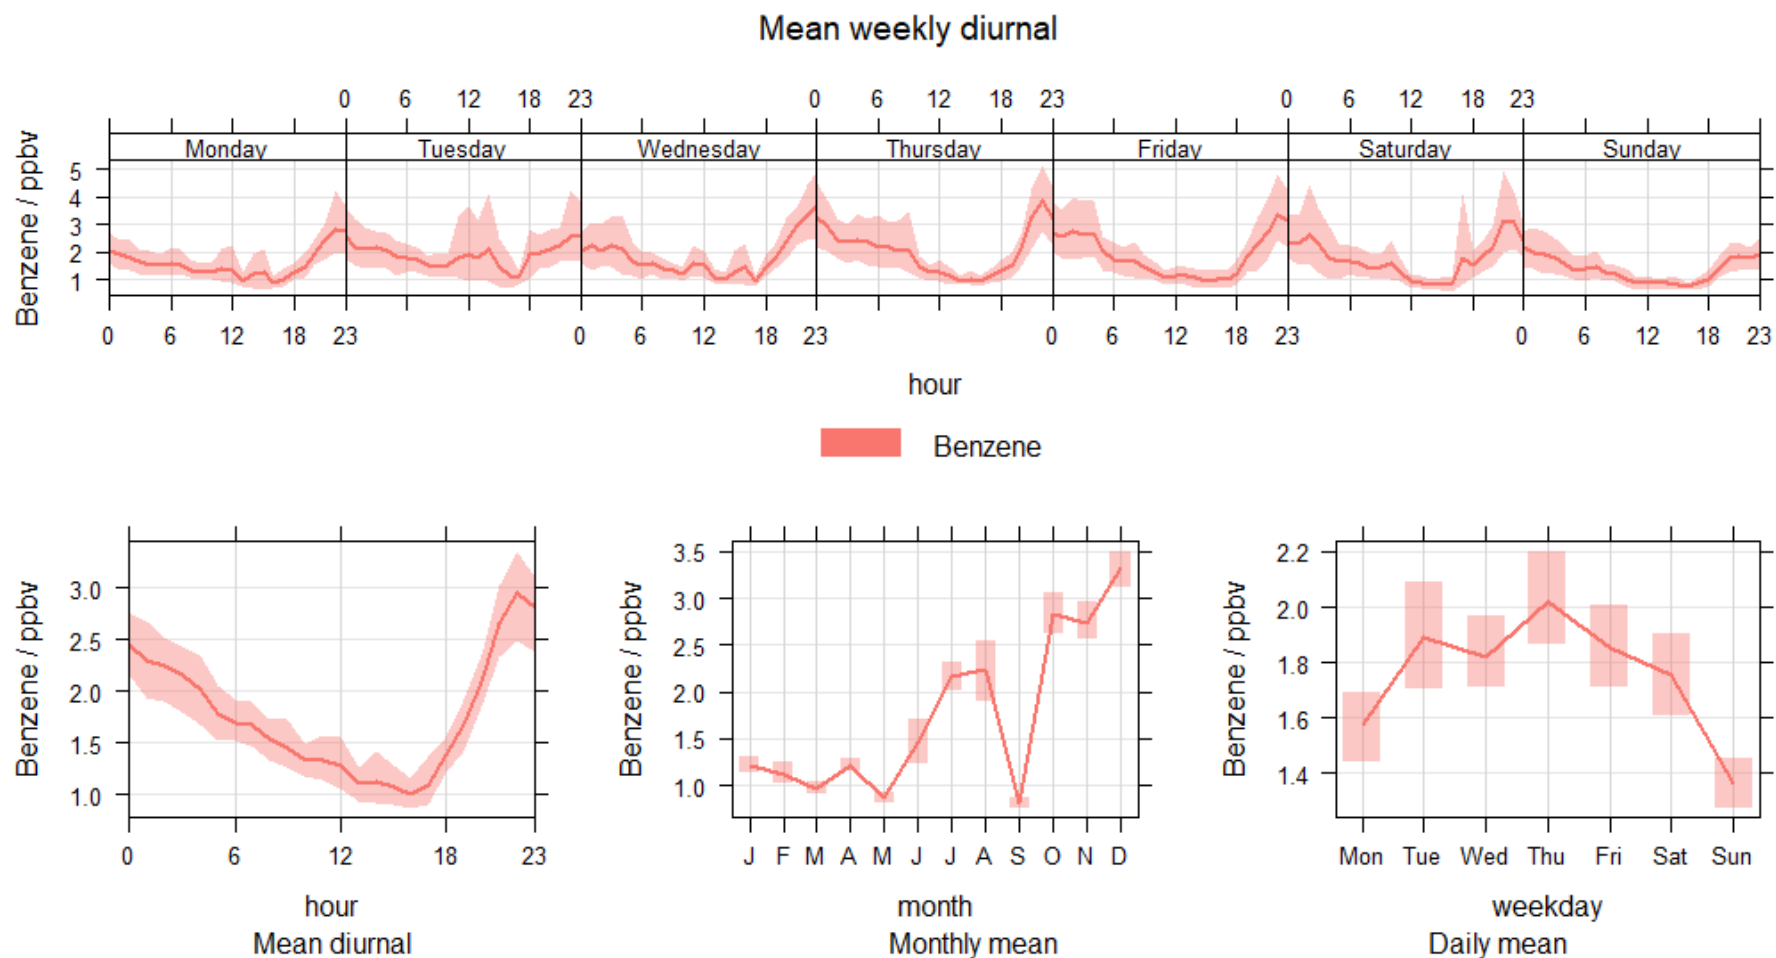 Mean weekly diurnal
0 6 12 18 23 0 6 12 18 23 0 6 12 18 23
Monday Tuesday Wednesday Thursday Friday Saturday Sunday
Benzene / ppbv
5
4
3
2
1
0 6 12 18 23 0 6 12 18 23 0 6 12 18 23 0 6 12 18 23
hour
Benzene
Benzene / ppbv
3.0
2.5
2.0
1.5
1.0
0 6 12 18 23
hour
Mean diurnal
Benzene / ppbv
3.5
3.0
2.5
2.0
1.5
1.0
J F M A M J J A S O N D
month
Monthly mean
Benzene / ppbv
2.2
2.0
1.8
1.6
1.4
Mon Tue Wed Thu Fri Sat Sun
weekday
Daily mean